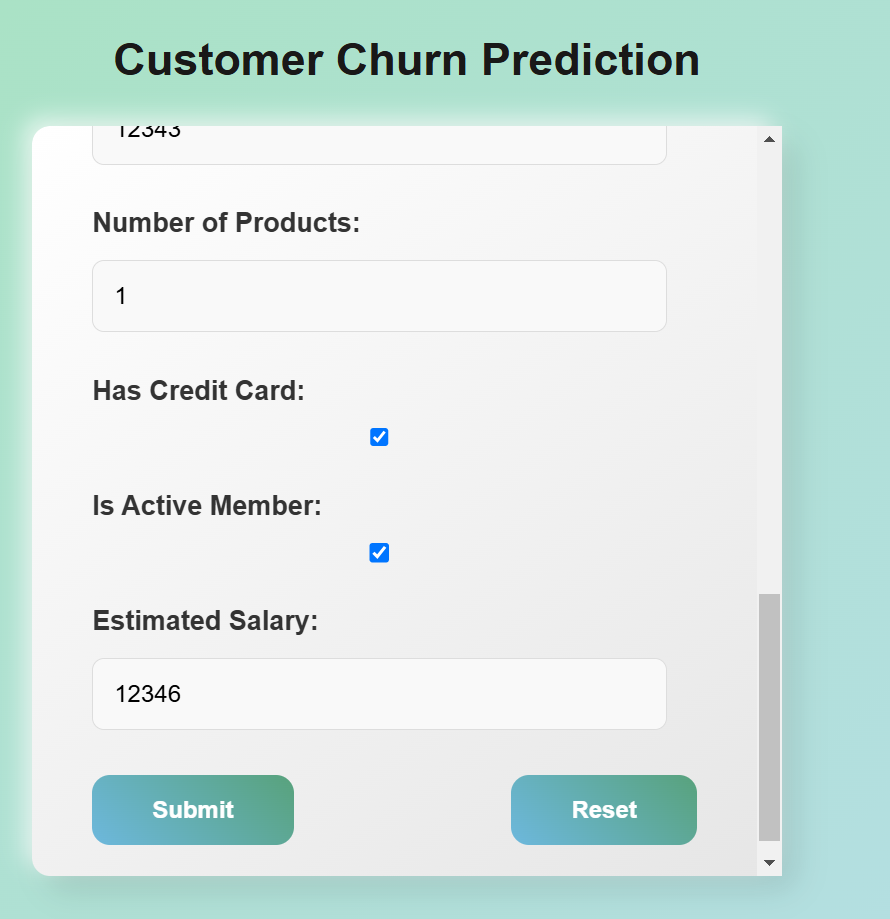 Customer Churn Prediction
12343
Number of Products:
1
Has Credit Card:
Is Active Member:
Estimated Salary:
12346
Submit Reset